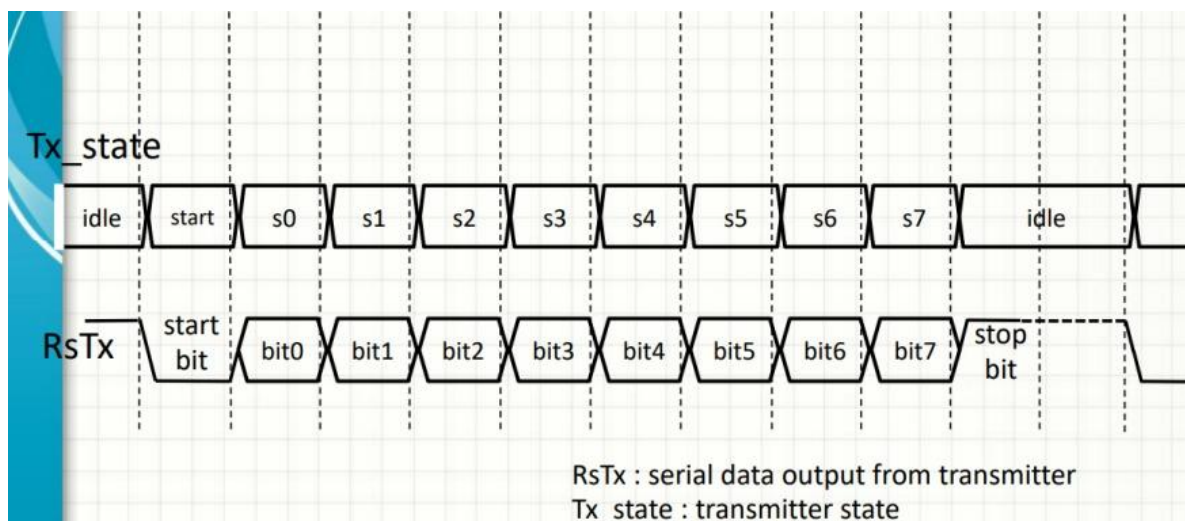 Tx_state
idle start s0 s1 s2 s3 s4 s5 s6 s7 idle
RsTx
start
bit
bit0 bit1 bit2 bit3 bit4 bit5 bit6 bit7
stop
bit
RsTx : serial data output from transmitter
Tx_state : transmitter state